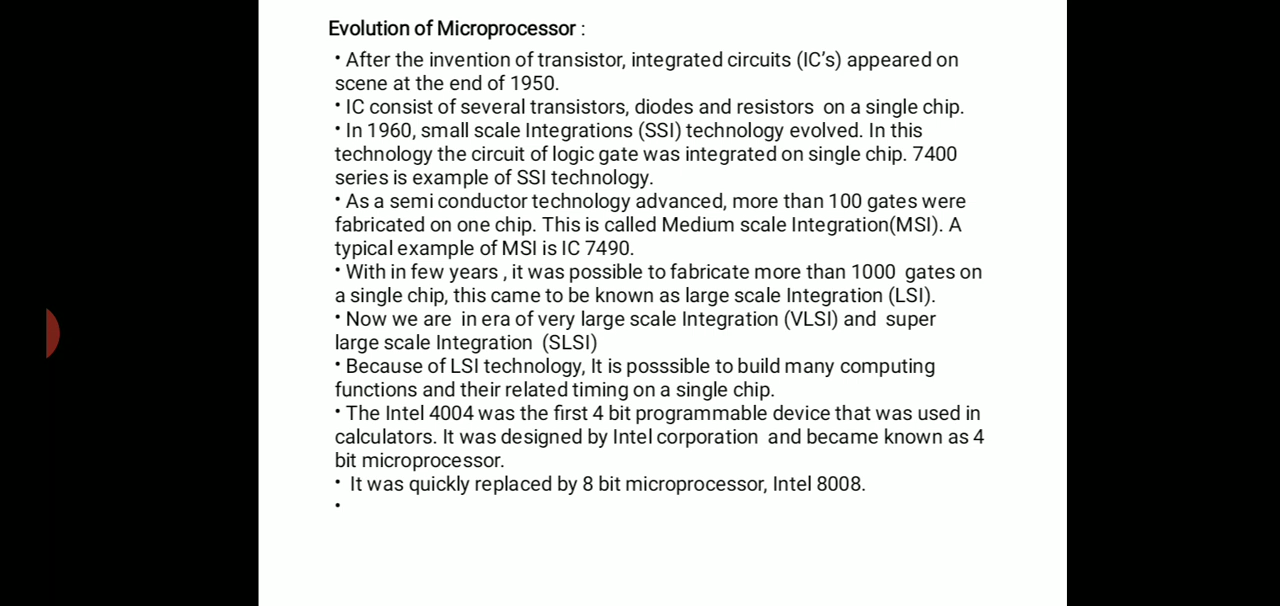 Evolution of Microprocessor :
• After the invention of transistor, integrated circuits (IC's) appeared on
scene at the end of 1950.
• IC consist of several transistors, diodes and resistors on a single chip.
• In 1960, small scale Integrations (SSI) technology evolved. In this
technology the circuit of logic gate was integrated on single chip. 7400
series is example of SSI technology.
• As a semi conductor technology advanced, more than 100 gates were
fabricated on one chip. This is called Medium scale Integration(MSI). A
typical example of MSI is IC 7490.
• With in few years , it was possible to fabricate more than 1000 gates on
a single chip, this came to be known as large scale Integration (LSI).
• Now we are in era of very large scale Integration (VLSI) and super
large scale Integration (SLSI)
• Because of LSI technology, It is posssible to build many computing
functions and their related timing on a single chip.
• The Intel 4004 was the first 4 bit programmable device that was used in
calculators. It was designed by Intel corporation and became known as 4
bit microprocessor.
• It was quickly replaced by 8 bit microprocessor, Intel 8008.
•